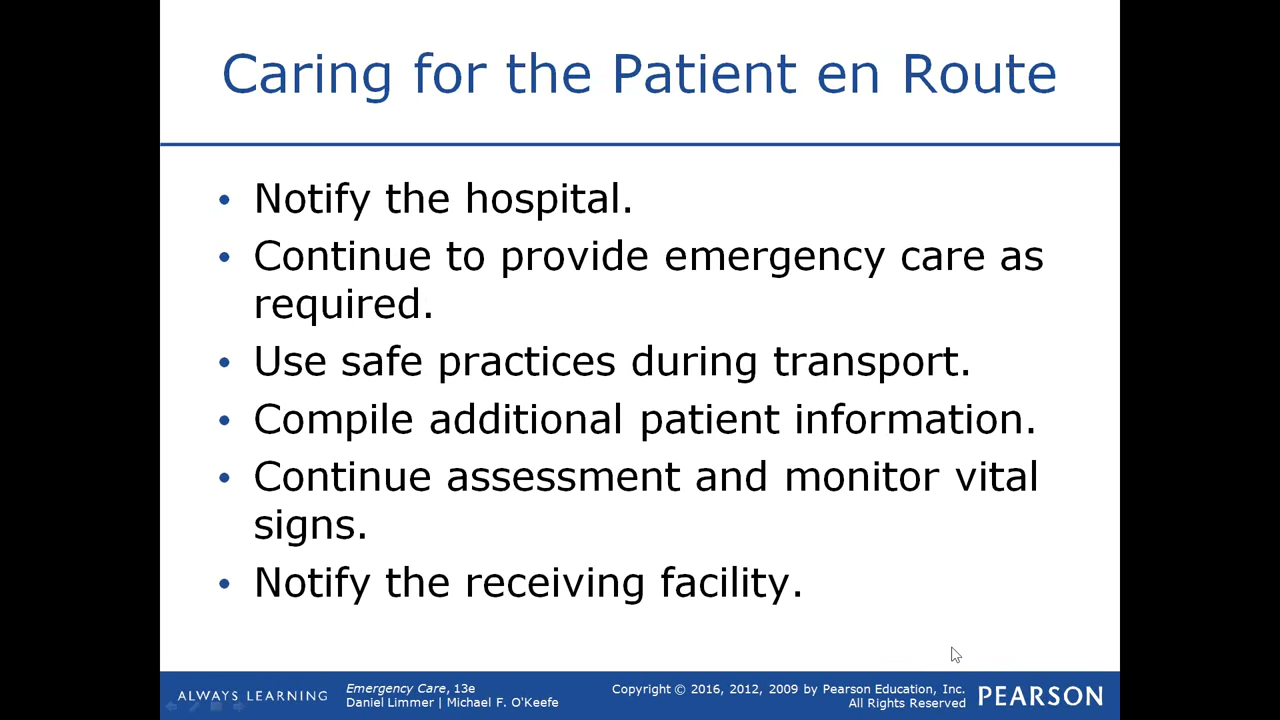 Caring for the Patient en Route
• Notify the hospital.
• Continue to provide emergency care as
required.
• Use safe practices during transport.
• Compile additional patient information.
• Continue assessment and monitor vital
signs.
• Notify the receiving facility.
ALWAYS LEARNING
Emergency Care, 13e
Daniel Limmer | Michael F. O'Keefe
Copyright © 2016, 2012, 2009 by Pearson Education, Inc.
All Rights Reserved
PEARSON